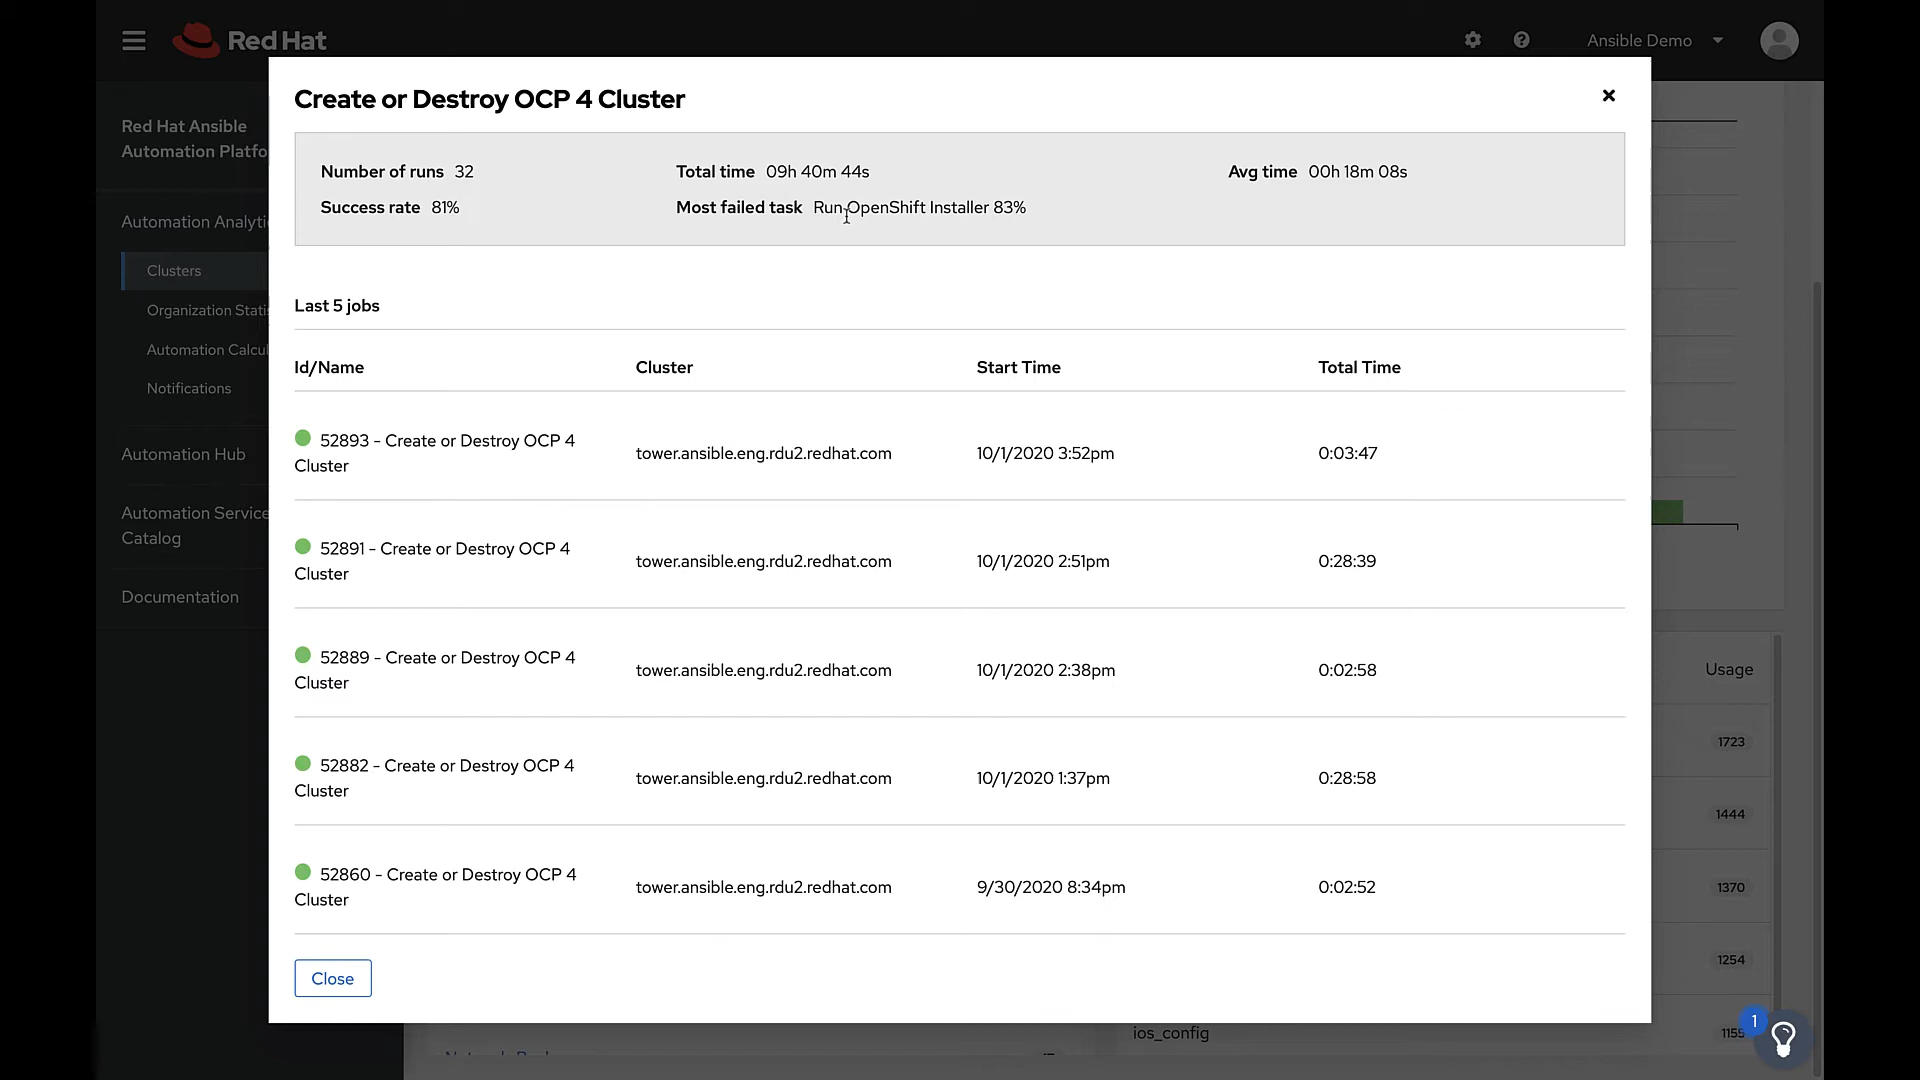 Red Hat
Ansible Demo
Red Hat Ansible
Automation Platfo
Automation Analyti
Clusters
Organization Stati
Automation Calcul
Notifications
Automation Hub
Automation Service
Catalog
Documentation
Create or Destroy OCP 4 Cluster
Number of runs 32
Total time 09h 40m 44s
Avg time 00h 18m 08s
Success rate 81%
Most failed task Run OpenShift Installer 83%
Last 5 jobs
Id/Name Cluster Start Time Total Time
52893 - Create or Destroy OCP 4
Cluster
tower.ansible.eng.rdu2.redhat.com 10/1/2020 3:52pm 0:03:47
52891 - Create or Destroy OCP 4
Cluster
tower.ansible.eng.rdu2.redhat.com 10/1/2020 2:51pm 0:28:39
52889 - Create or Destroy OCP 4
Cluster
tower.ansible.eng.rdu2.redhat.com 10/1/2020 2:38pm 0:02:58
52882 - Create or Destroy OCP 4
Cluster
tower.ansible.eng.rdu2.redhat.com 10/1/2020 1:37pm 0:28:58
52860 - Create or Destroy OCP 4
Cluster
tower.ansible.eng.rdu2.redhat.com 9/30/2020 8:34pm 0:02:52
Close
Usage
1723
1444
1370
1254
ios_config
1155
1